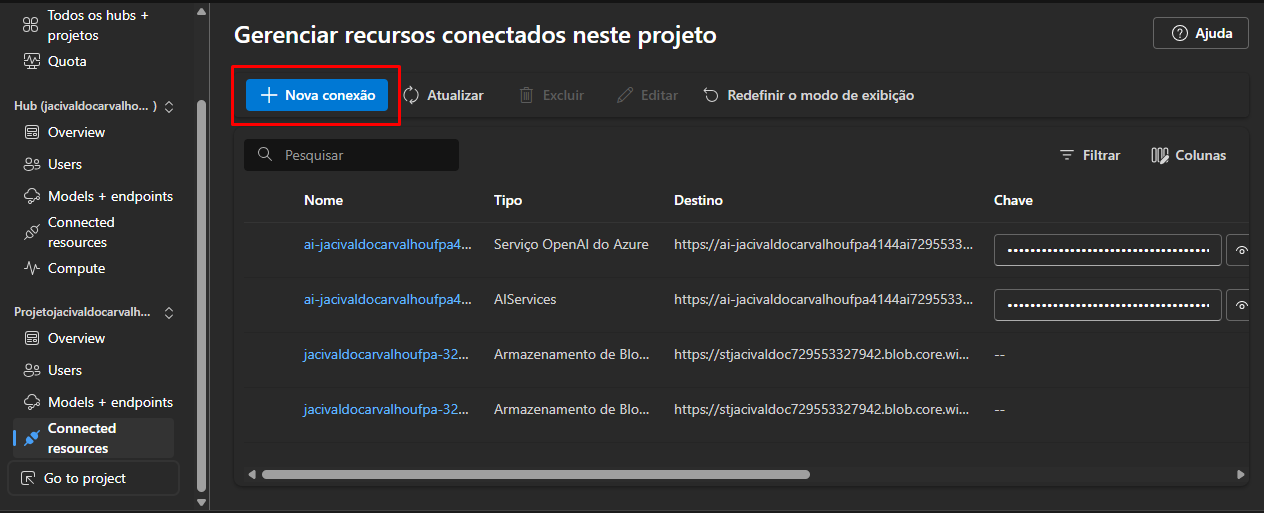 Todos os hubs +
projetos
Quota
Hub (jacivaldocarvalho... )
Overview
Users
Models + endpoints
Connected
resources
Compute
Projetojacivaldocarvalh...
Overview
Users
Models + endpoints
Connected
resources
Go to project
Gerenciar recursos conectados neste projeto
Ajuda
Nova conexão Atualizar Excluir Editar Redefinir o modo de exibição
Pesquisar Filtrar Colunas
Nome Tipo Destino Chave
ai-jacivaldocarvalhoufpa4... Serviço OpenAI do Azure https://ai-jacivaldocarvalhoufpa4144ai7295533...
ai-jacivaldocarvalhoufpa4... AIServices https://ai-jacivaldocarvalhoufpa4144ai7295533...
jacivaldocarvalhoufpa-32... Armazenamento de Blo... https://stjacivaldoc729553327942.blob.core.wi... --
jacivaldocarvalhoufpa-32... Armazenamento de Blo... https://stjacivaldoc729553327942.blob.core.wi... --